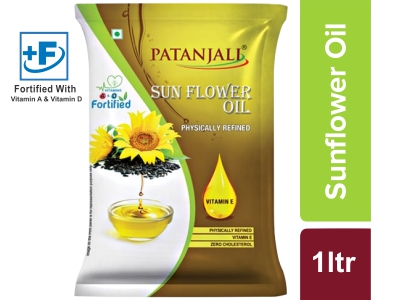 +F
Fortified With
Vitamin A & Vitamin D
PATANJALI
Fortified
SUN FLOWER
OIL
PHYSICALLY REFINED
VITAMIN E
PHYSICALLY REFINED
VITAMIN E
ZERO CHOLESTEROL
Sunflower Oil
1ltr